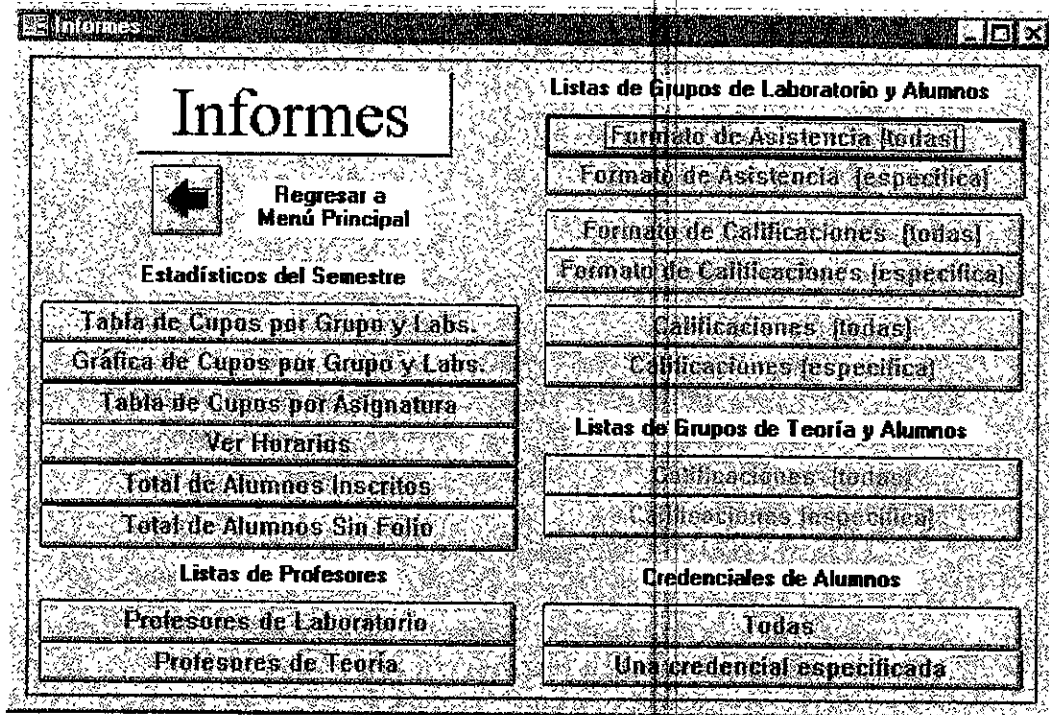 Informes
Informes
Regresar a
Menú Principal
Estadísticos del Semestre
Tabla de Cupos por Grupo y Labs.
Gráfica de Cupos por Grupo y Labs.
Tabla de Cupos por Asignatura
Ver Horarios
Total de Alumnos Inscritos
Total de Alumnos Sin Folio
Listas de Profesores
Profesores de Laboratorio
Profesores de Teoría
Listas de Grupos de Laboratorio y Alumnos
Formato de Asistencia (todas)
Formato de Asistencia (especifica)
Formato de Calificaciones (todas)
Formato de Calificaciones (especifica)
Calificaciones (todas)
Calificaciones (especifica)
Listas de Grupos de Teoría y Alumnos
Calificaciones (todas)
Calificaciones (especifica)
Credenciales de Alumnos
Todas
Una credencial especificada